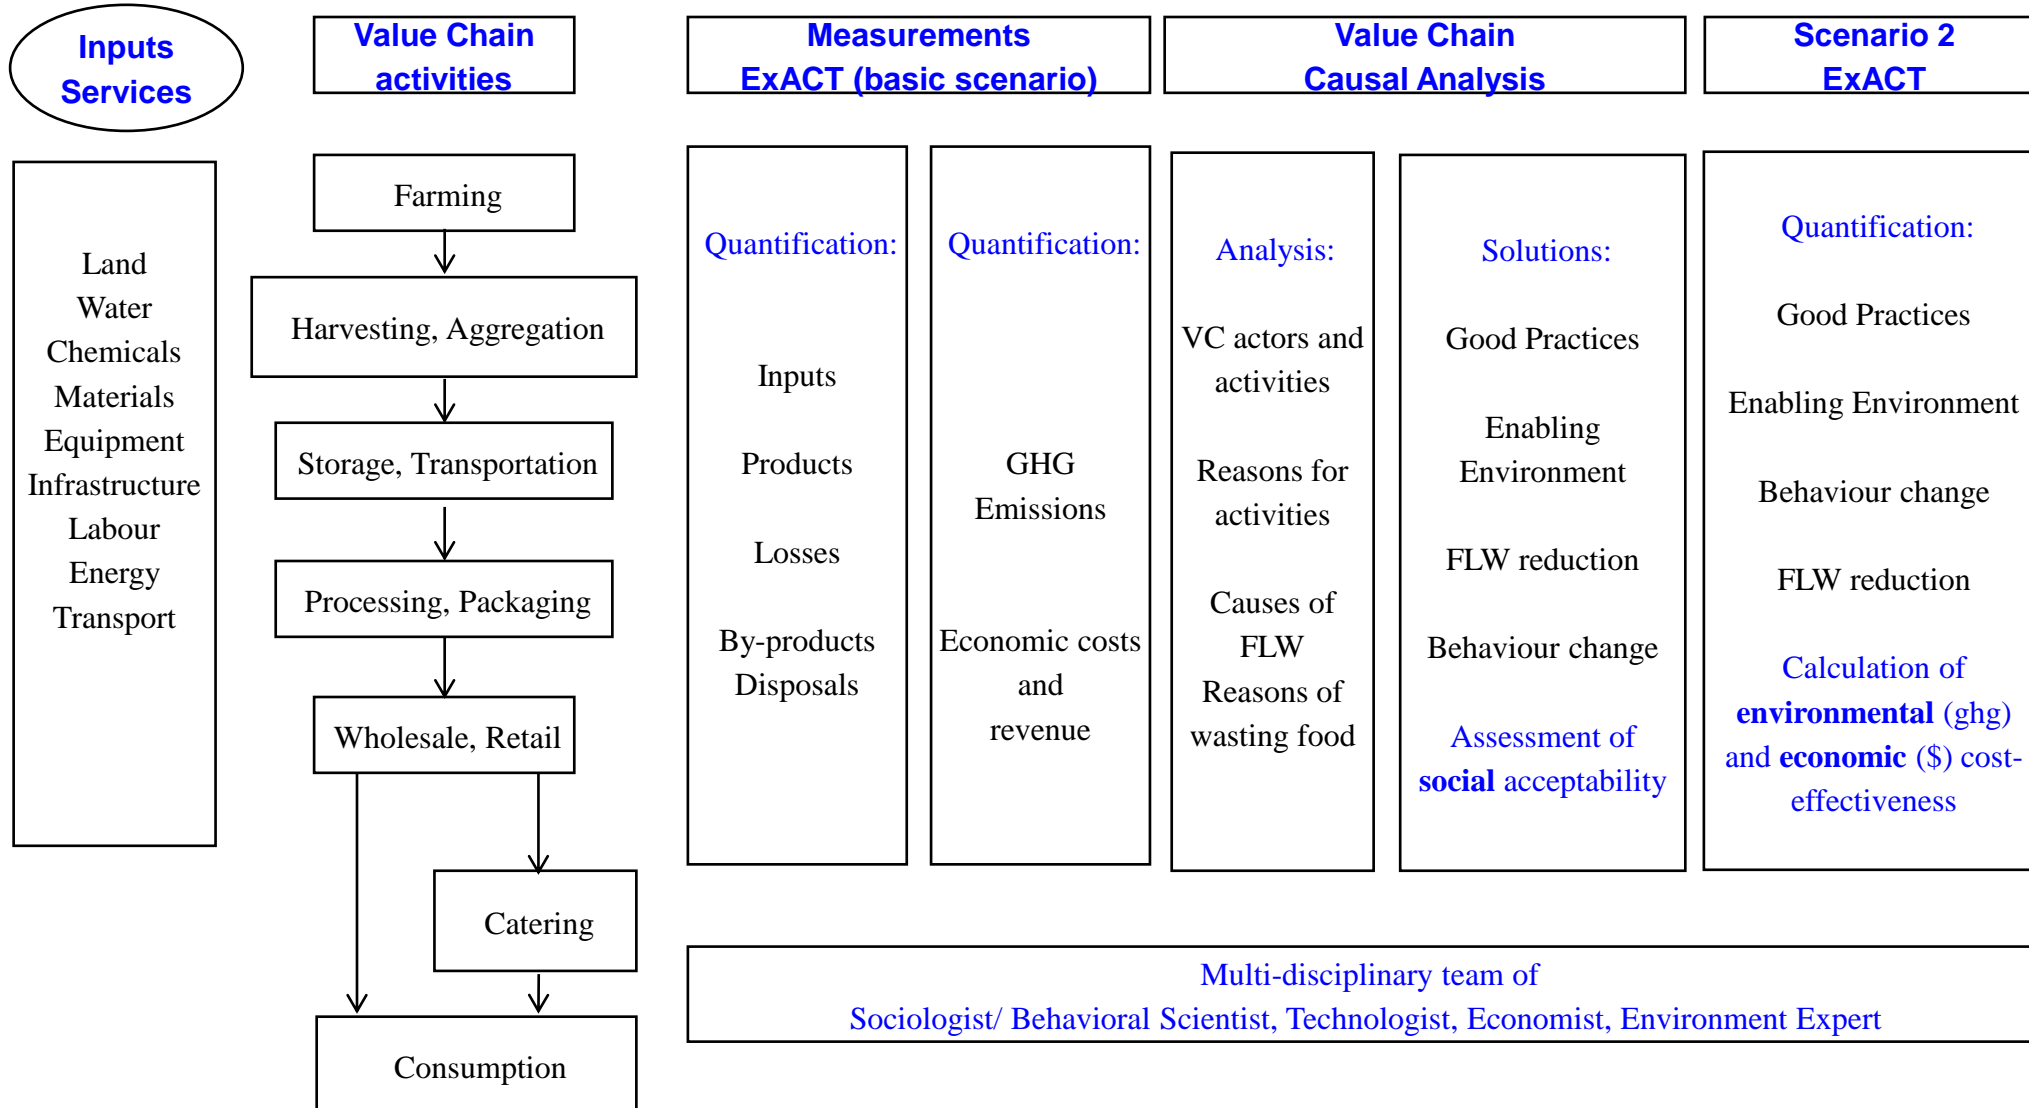 Inputs
Services
Value Chain
activities
Measurements
ExACT (basic scenario)
Value Chain
Causal Analysis
Scenario 2
ExACT
Land
Water
Chemicals
Materials
Equipment
Infrastructure
Labour
Energy
Transport
Farming
Harvesting, Aggregation
Storage, Transportation
Processing, Packaging
Wholesale, Retail
Catering
Consumption
Quantification:
Inputs
Products
Losses
By-products
Disposals
Quantification:
GHG
Emissions
Economic costs
and
revenue
Analysis:
VC actors and
activities
Reasons for
activities
Causes of
FLW
Reasons of
wasting food
Solutions:
Good Practices
Enabling
Environment
FLW reduction
Behaviour change
Assessment of
social acceptability
Quantification:
Good Practices
Enabling Environment
Behaviour change
FLW reduction
Calculation of
environmental (ghg)
and economic ($) cost-
effectiveness
Multi-disciplinary team of
Sociologist/ Behavioral Scientist, Technologist, Economist, Environment Expert